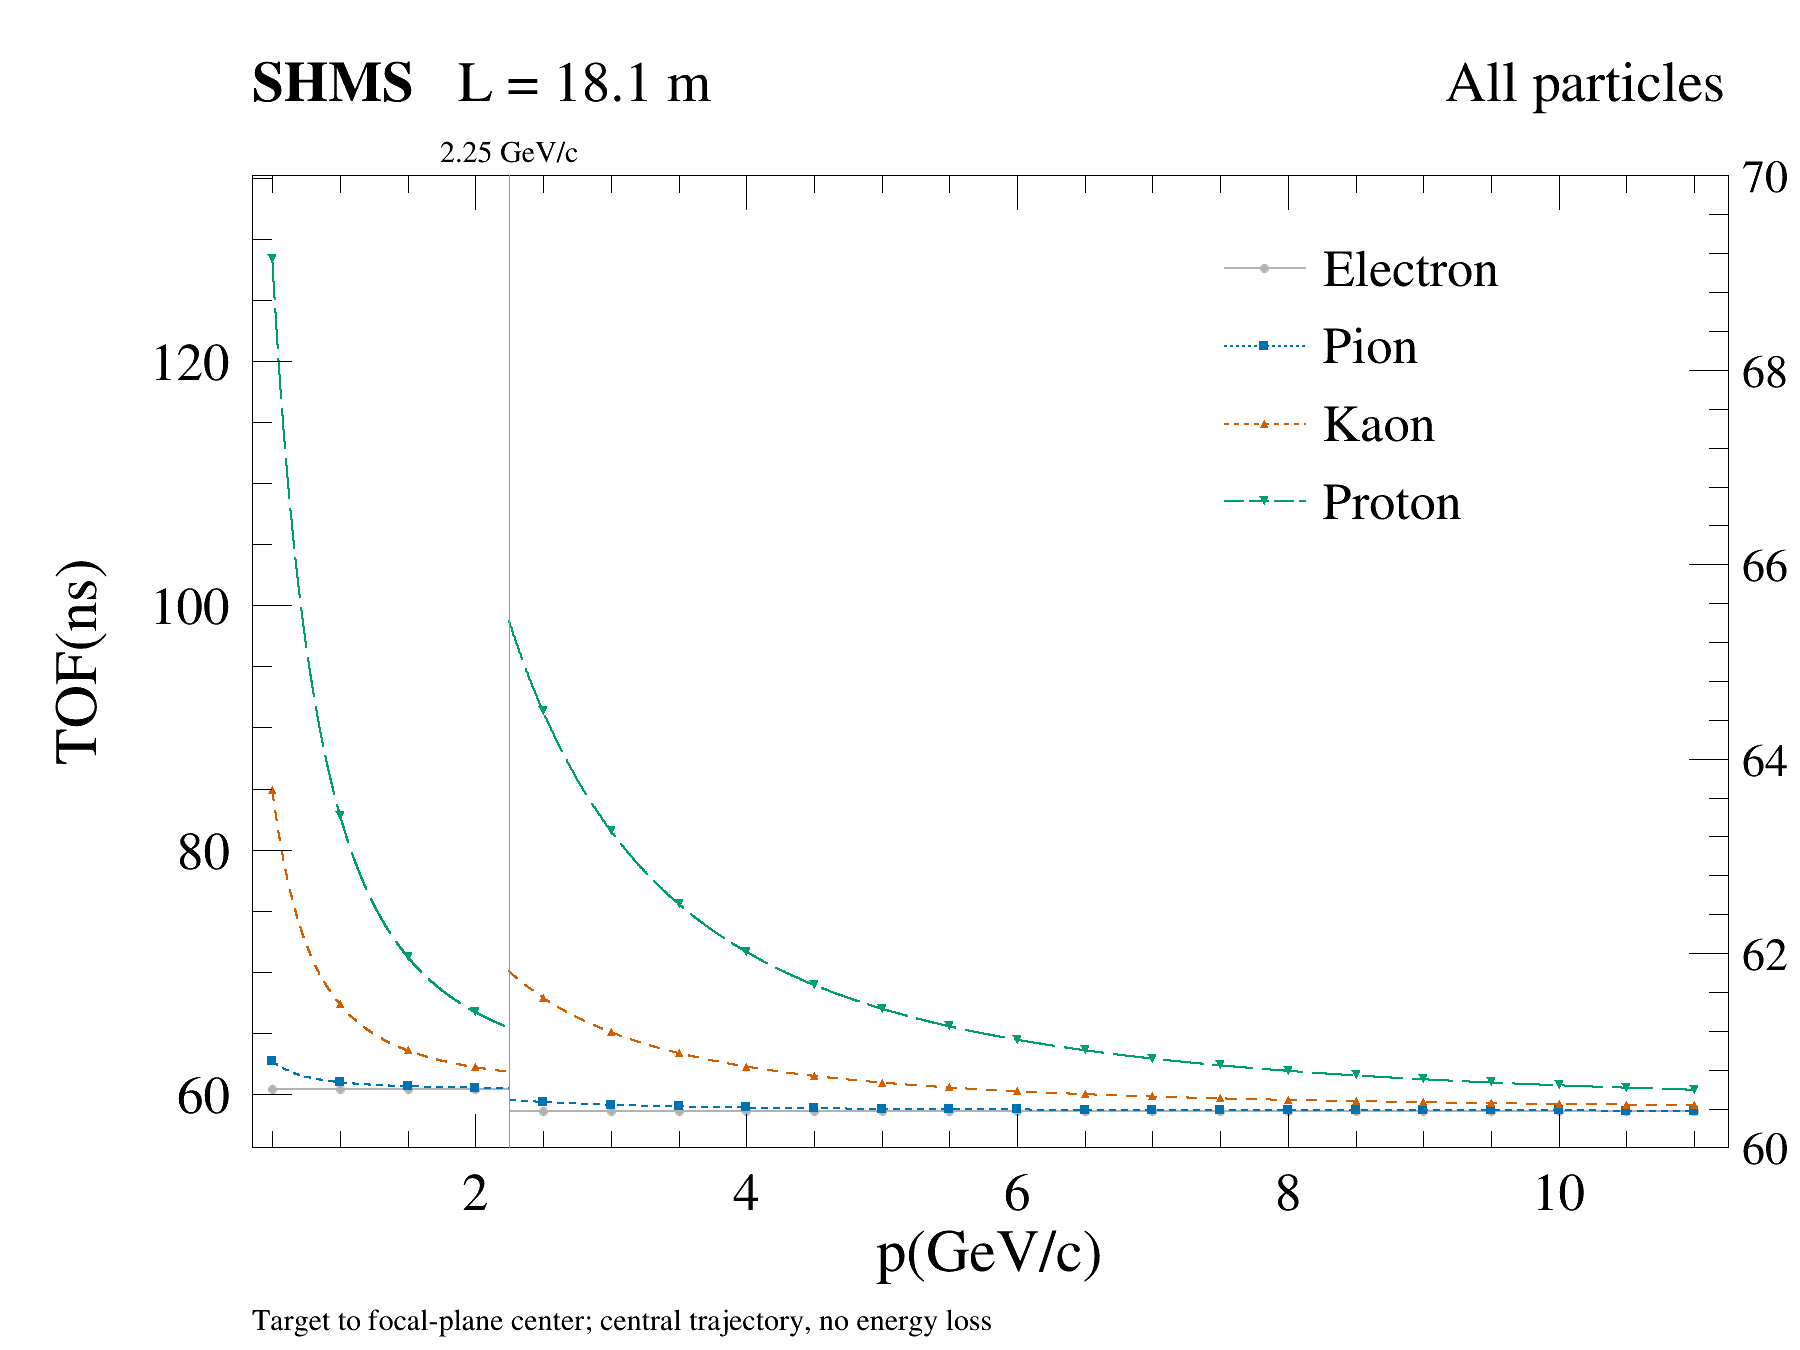 SHMS L = 18.1 m
All particles
2.25 GeV/c
70
Electron
120
Pion
68
Kaon
Proton
66
100
TOF(ns)
64
80
62
60
60
2 4 6 8 10
p(GeV/c)
Target to focal-plane center; central trajectory, no energy loss